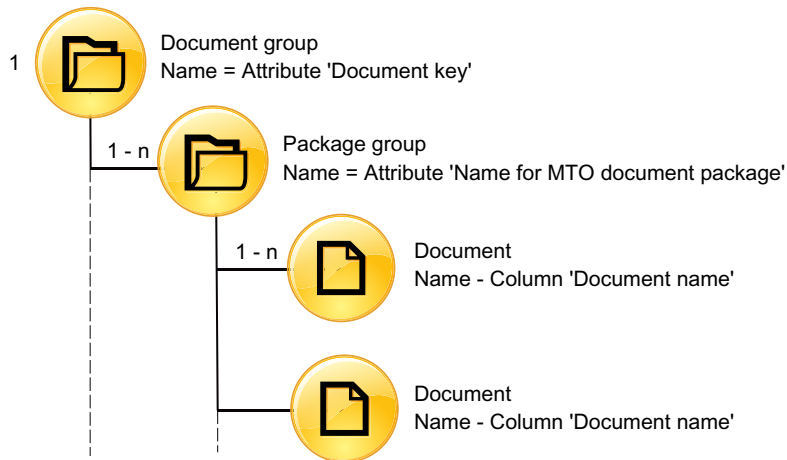 Document group
1
Name = Attribute 'Document key'
1 - n
Package group
Name = Attribute 'Name for MTO document package'
1 - n
Document
Name - Column 'Document name'
Document
Name - Column 'Document name'